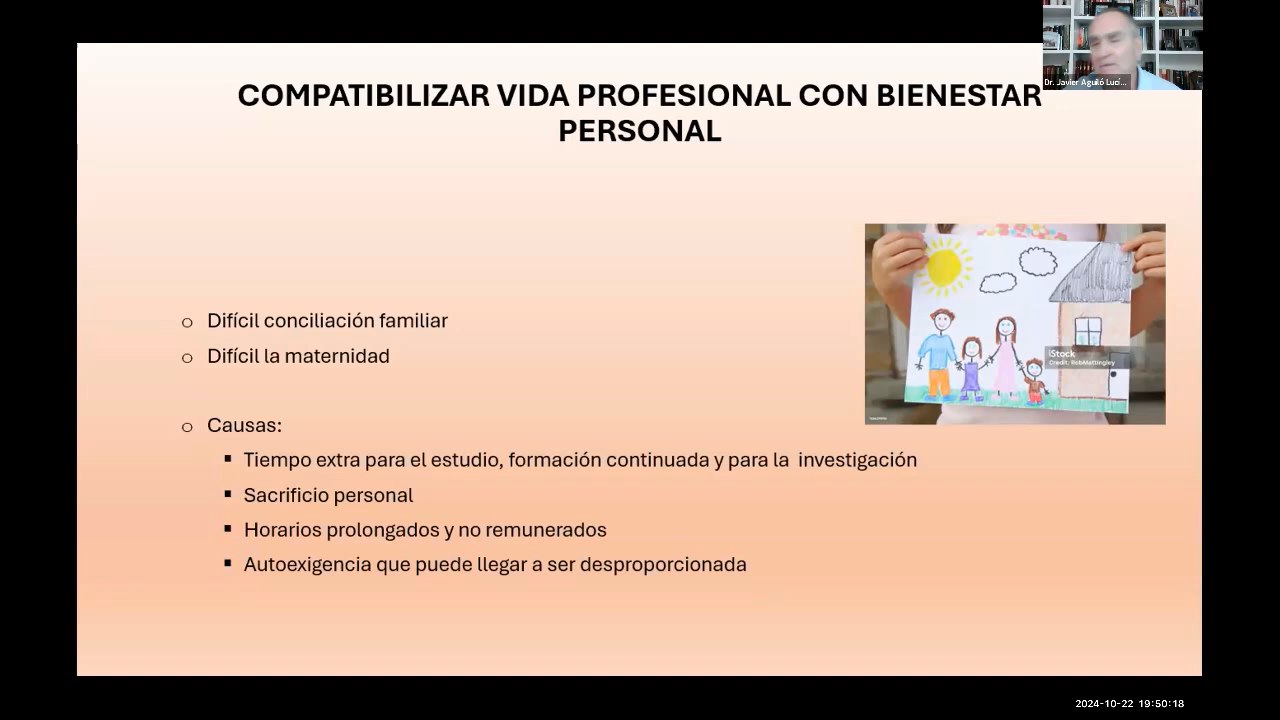 Dr. Javier Aguiló Luci...
COMPATIBILIZAR VIDA PROFESIONAL CON BIENESTAR
PERSONAL
iStock
Credit: RobMattingley
o Difícil conciliación familiar
o Difícil la maternidad
o Causas:
▪ Tiempo extra para el estudio, formación continuada y para la investigación
▪ Sacrificio personal
▪ Horarios prolongados y no remunerados
▪ Autoexigencia que puede llegar a ser desproporcionada
2024-10-22 19:50:18